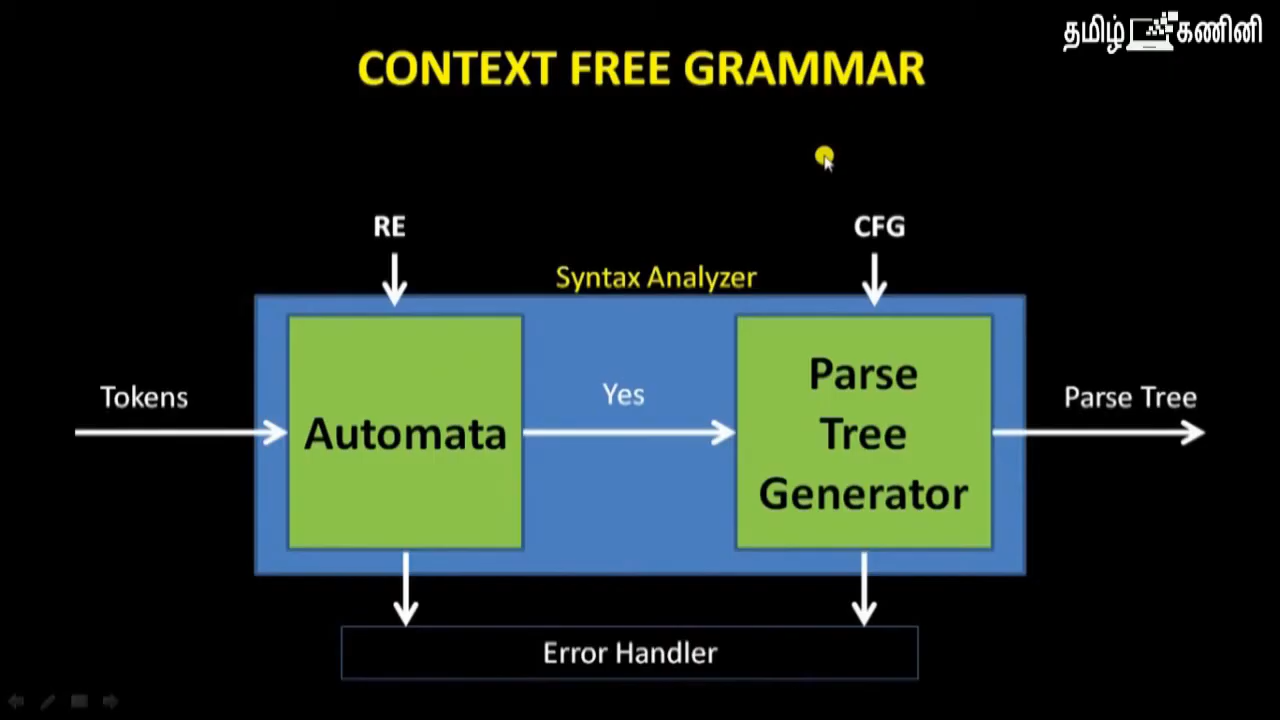 தமிழ் கணினி
CONTEXT FREE GRAMMAR
RE
CFG
Syntax Analyzer
Tokens
Automata
Yes
Parse
Tree
Generator
Parse Tree
Error Handler